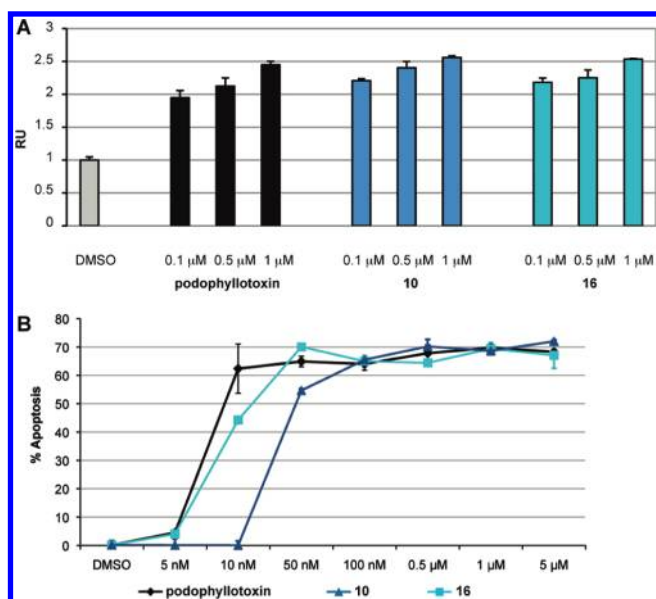 A
3
2.5
2
1.5
1
0.5
0
RU
DMSO
0.1 μM 0.5 μM 1 μM
podophyllotoxin
0.1 μM 0.5 μM 1 μM
10
0.1 μM 0.5 μM 1 μM
16
B
80
70
60
50
40
30
20
10
0
% Apoptosis
DMSO 5 nM 10 nM 50 nM 100 nM 0.5 μM 1 μM 5 μM
podophyllotoxin 10 16